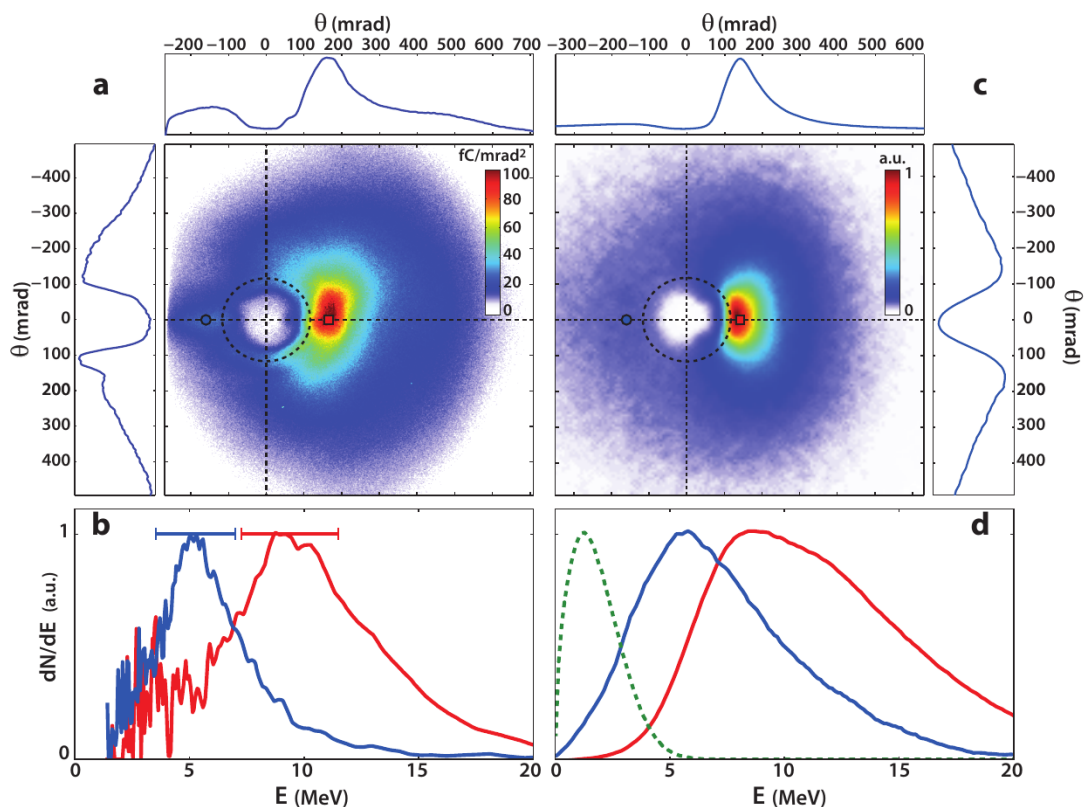 θ (mrad)
-200 -100 0 100 200 300 400 500 600 700
a
θ (mrad)
-400
-300
-200
-100
0
100
200
300
400
fC/mrad²
100
80
60
40
20
0
θ (mrad)
-300 -200 -100 0 100 200 300 400 500 600
c
a.u.
1
0
-400
-300
-200
-100
0
100
200
300
400
θ (mrad)
b
1
0
dN/dE (a.u.)
0 5 10 15 20
E (MeV)
d
0 5 10 15 20
E (MeV)